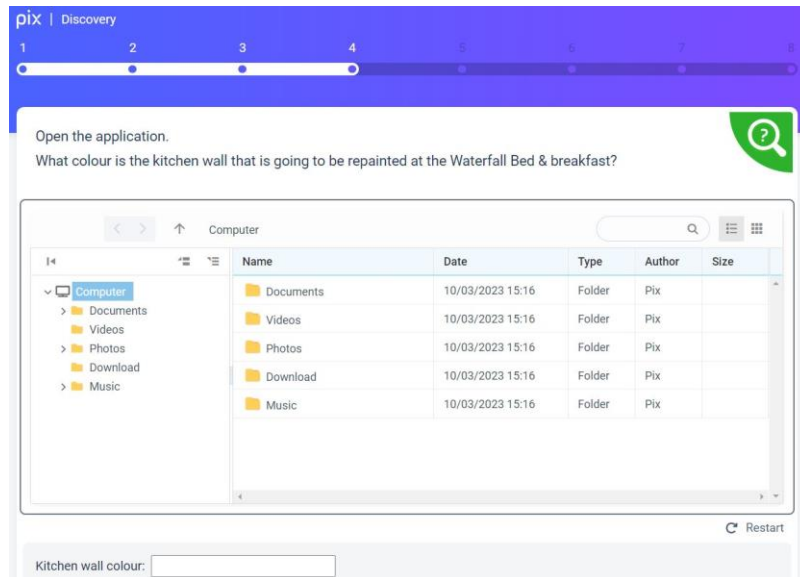 pix | Discovery
1 2 3 4 5 6 7 8
Open the application.
What colour is the kitchen wall that is going to be repainted at the Waterfall Bed & breakfast?
Computer
Name Date Type Author Size
Computer
Documents
Videos
Photos
Download
Music
Documents 10/03/2023 15:16 Folder Pix
Videos 10/03/2023 15:16 Folder Pix
Photos 10/03/2023 15:16 Folder Pix
Download 10/03/2023 15:16 Folder Pix
Music 10/03/2023 15:16 Folder Pix
Restart
Kitchen wall colour: